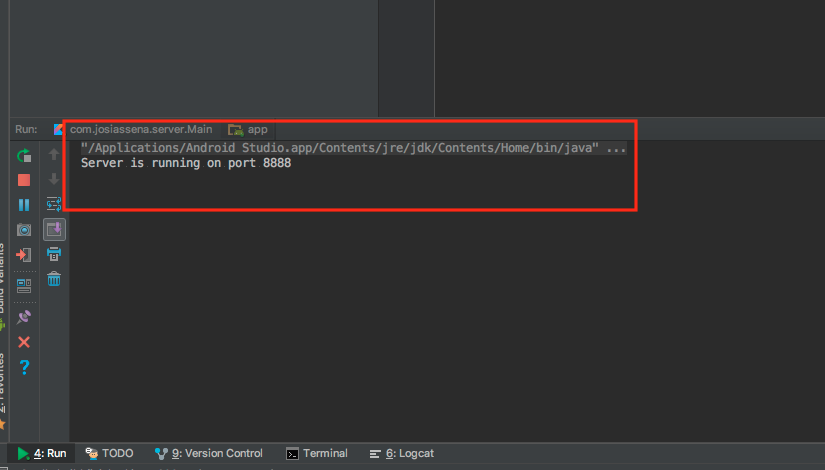 Run: com.josiassena.server.Main app
"/Applications/Android Studio.app/Contents/jre/jdk/Contents/Home/bin/java" ...
Server is running on port 8888
?
Build Variants
2: Favorites
4: Run TODO 9: Version Control Terminal 6: Logcat